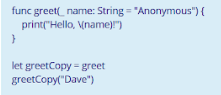 func greet(_ name: String = "Anonymous") {
    print("Hello, \(name)!")
}

let greetCopy = greet
greetCopy("Dave")